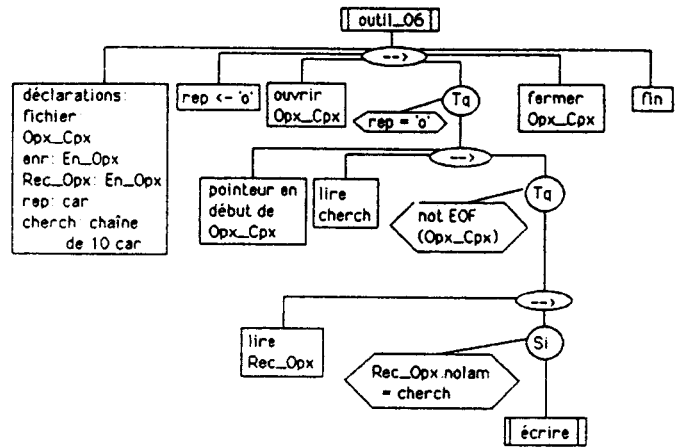 outil_06
-->
déclarations:
fichier:
Opx_Cpx
enr: En_Opx
Rec_Opx: En_Opx
rep: car
cherch: chaîne
de 10 car
rep <- 'o'
ouvrir
Opx_Cpx
Tq
rep = 'o'
fermer
Opx_Cpx
fin
-->
pointeur en
début de
Opx_Cpx
lire
cherch
Tq
not EOF
(Opx_Cpx)
-->
lire
Rec_Opx
Si
Rec_Opx.nolam
= cherch
écrire